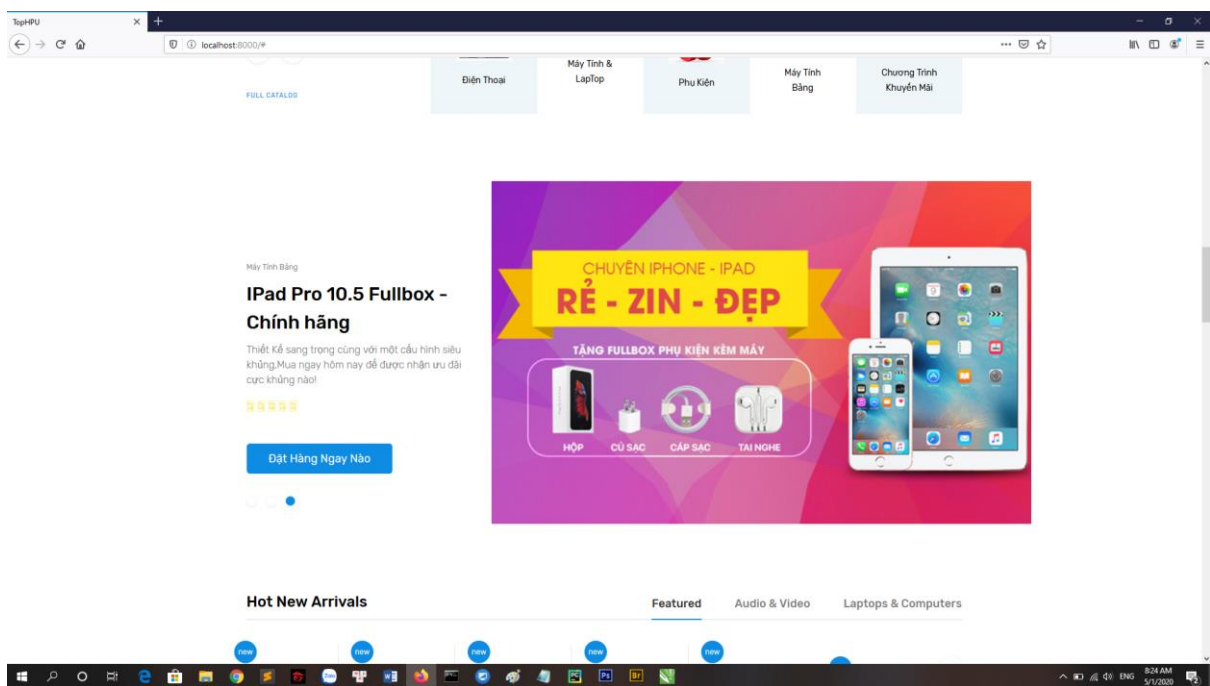 TopHPU
localhost:8000/#
Điện Thoại
Máy Tính &
LapTop
Phụ Kiện
Máy Tính
Bảng
Chương Trình
Khuyến Mãi
FULL CATALOG
Máy Tính Bảng
IPad Pro 10.5 Fullbox -
Chính hãng
Thiết Kế sang trọng cùng với một cấu hình siêu
khủng,Mua ngay hôm nay để được nhận ưu đãi
cực khủng nào!
Đặt Hàng Ngay Nào
CHUYÊN IPHONE - IPAD
RẺ - ZIN - ĐẸP
TẶNG FULLBOX PHỤ KIỆN KÈM MÁY
HỘP
CỦ SẠC
CÁP SẠC
TAI NGHE
Hot New Arrivals
Featured
Audio & Video
Laptops & Computers
new
new
new
new
new
ENG
8:24 AM
5/1/2020